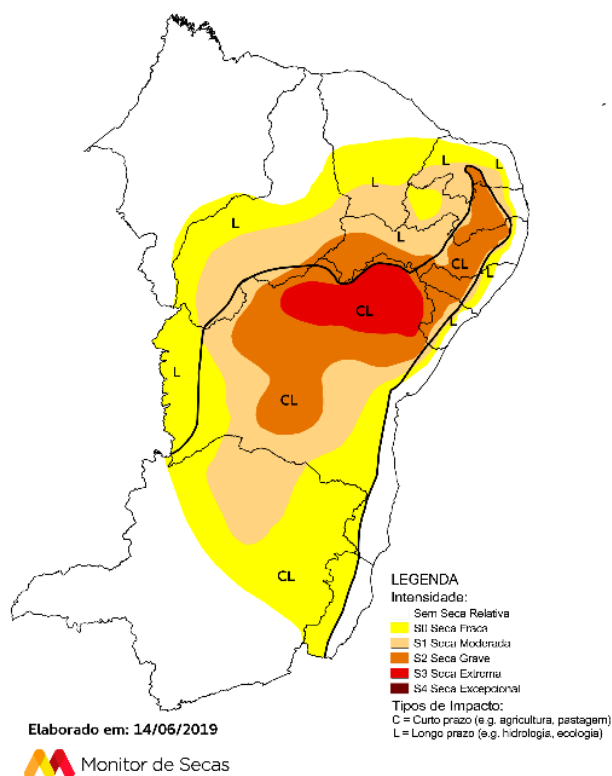 L
L
L
L
L
CL
L
CL
L
L
CL
CL
LEGENDA
Intensidade:
Sem Seca Relativa
S0 Seca Fraca
S1 Seca Moderada
S2 Seca Grave
S3 Seca Extrema
S4 Seca Excepcional
Tipos de Impacto:
C = Curto prazo (e.g. agricultura, pastagem)
L = Longo prazo (e.g. hidrologia, ecologia)
Elaborado em: 14/06/2019
Monitor de Secas